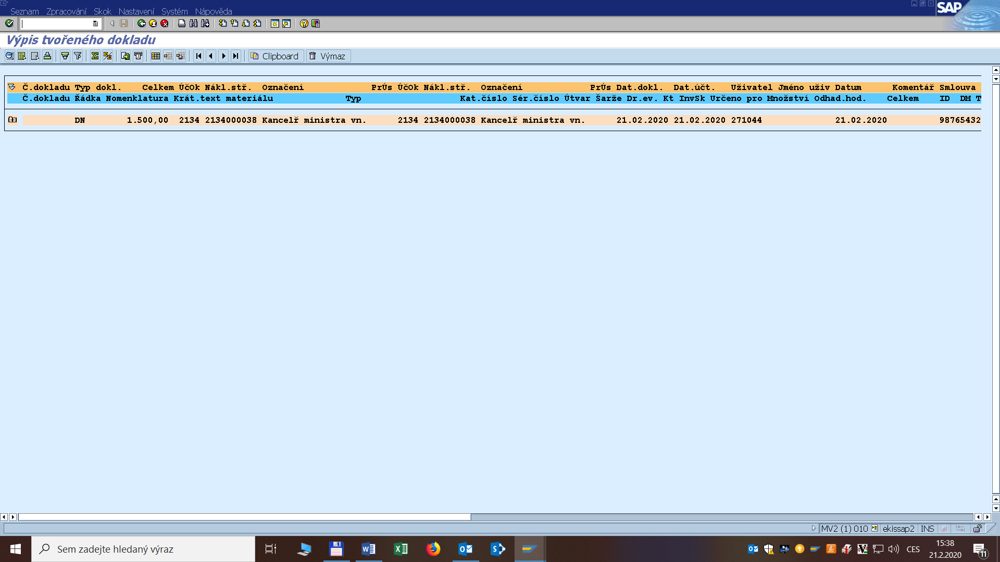 Seznam Zpracování Skok Nastavení Systém Nápověda
SAP
Výpis tvořeného dokladu
Clipboard Výmaz
Č.dokladu Typ dokl. Celkem ÚčOk Nákl.stř. Označení PrÚs ÚčOk Nákl.stř. Označení PrÚs Dat.dokl. Dat.účt. Uživatel Jméno uživ Datum Komentář Smlouva
Č.dokladu Řádka Nomenklatura Krát.text materiálu Typ Kat.číslo Sér.číslo Útvar Šarže Dr.ev. Kt InvSk Určeno pro Množství Odhad.hod. Celkem ID DM T
DN 1.500,00 2134 2134000038 Kancelř ministra vn. 2134 2134000038 Kancelř ministra vn. 21.02.2020 21.02.2020 271044 21.02.2020 98765432
MV2 (1) 010 ekissap2 INS
Sem zadejte hledaný výraz
CES
15:38
21.2.2020
11